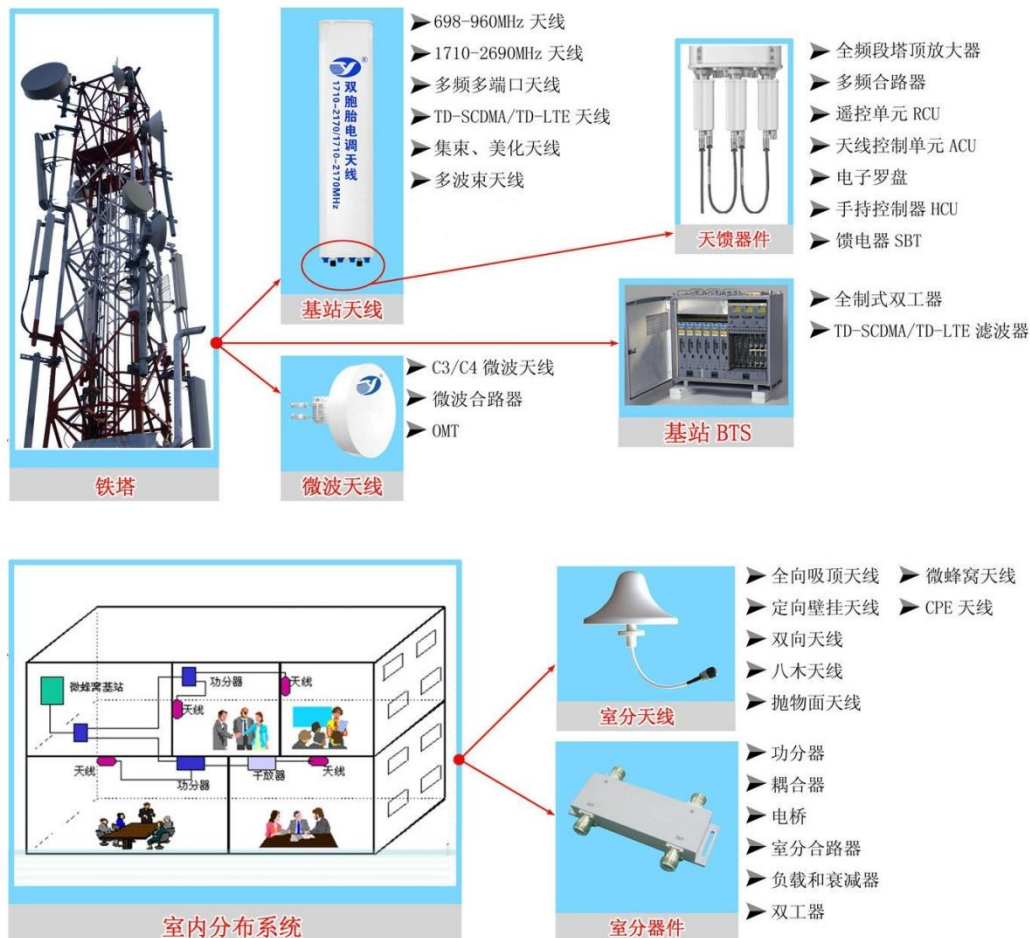 698-960MHz 天线
1710-2690MHz 天线
多频多端口天线
TD-SCDMA/TD-LTE 天线
集束、美化天线
多波束天线
双胞胎电调天线
1710-2170/1710-2170MHz
基站天线
全频段塔顶放大器
多频合路器
遥控单元 RCU
天线控制单元 ACU
电子罗盘
手持控制器 HCU
馈电器 SBT
天馈器件
全制式双工器
TD-SCDMA/TD-LTE 滤波器
基站 BTS
C3/C4 微波天线
微波合路器
OMT
微波天线
铁塔
微蜂窝基站
功分器
天线
天线
天线
功分器
干放器
天线
室内分布系统
全向吸顶天线
微蜂窝天线
定向壁挂天线
CPE 天线
双向天线
八木天线
抛物面天线
室分天线
功分器
耦合器
电桥
室分合路器
负载和衰减器
双工器
室分器件